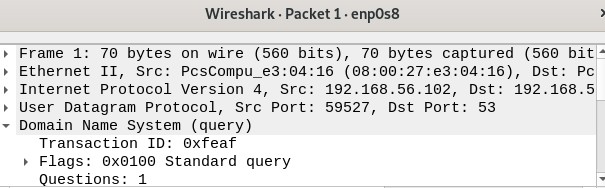 Wireshark · Packet 1 · enp0s8
Frame 1: 70 bytes on wire (560 bits), 70 bytes captured (560 bit
Ethernet II, Src: PcsCompu_e3:04:16 (08:00:27:e3:04:16), Dst: Pc
Internet Protocol Version 4, Src: 192.168.56.102, Dst: 192.168.5
User Datagram Protocol, Src Port: 59527, Dst Port: 53
Domain Name System (query)
Transaction ID: 0xfeaf
Flags: 0x0100 Standard query
Questions: 1